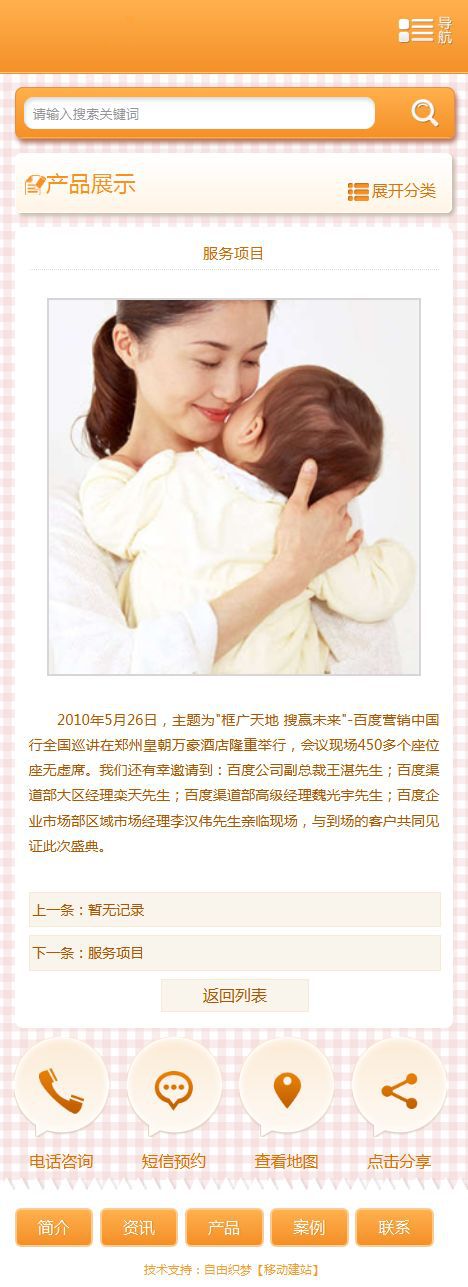 导航
请输入搜索关键词
产品展示
展开分类
服务项目
2010年5月26日，主题为"框广天地 搜赢未来"-百度营销中国
行全国巡讲在郑州皇朝万豪酒店隆重举行，会议现场450多个座位
座无虚席。我们还有幸邀请到：百度公司副总裁王湛先生；百度渠
道部大区经理栾天先生；百度渠道部高级经理魏光宇先生；百度企
业市场部区域市场经理李汉伟先生亲临现场，与到场的客户共同见
证此次盛典。
上一条：暂无记录
下一条：服务项目
返回列表
电话咨询 短信预约 查看地图 点击分享
简介 资讯 产品 案例 联系
技术支持：自由织梦【移动建站】